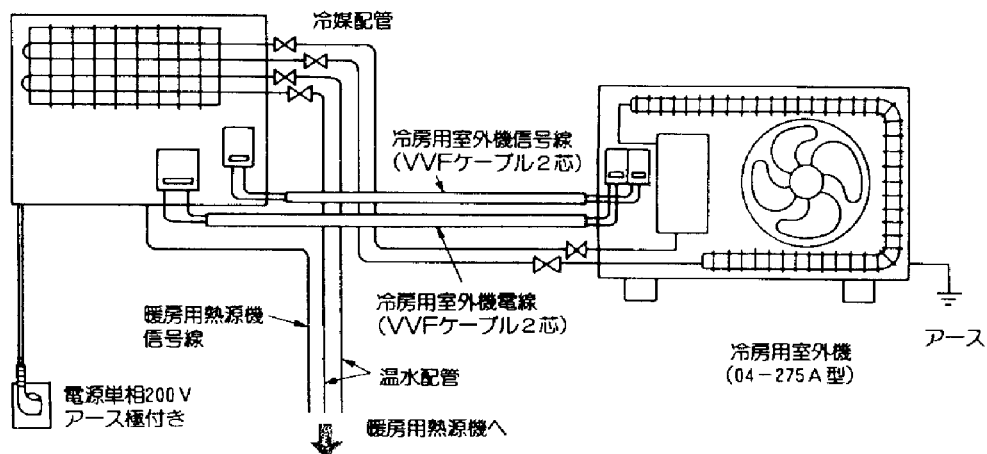 冷媒配管
冷房用室外機信号線
(VVFケーブル2芯)
冷房用室外機電線
(VVFケーブル2芯)
暖房用熱源機
信号線
温水配管
電源単相200V
アース極付き
暖房用熱源機へ
冷房用室外機
(04-275A型)
アース